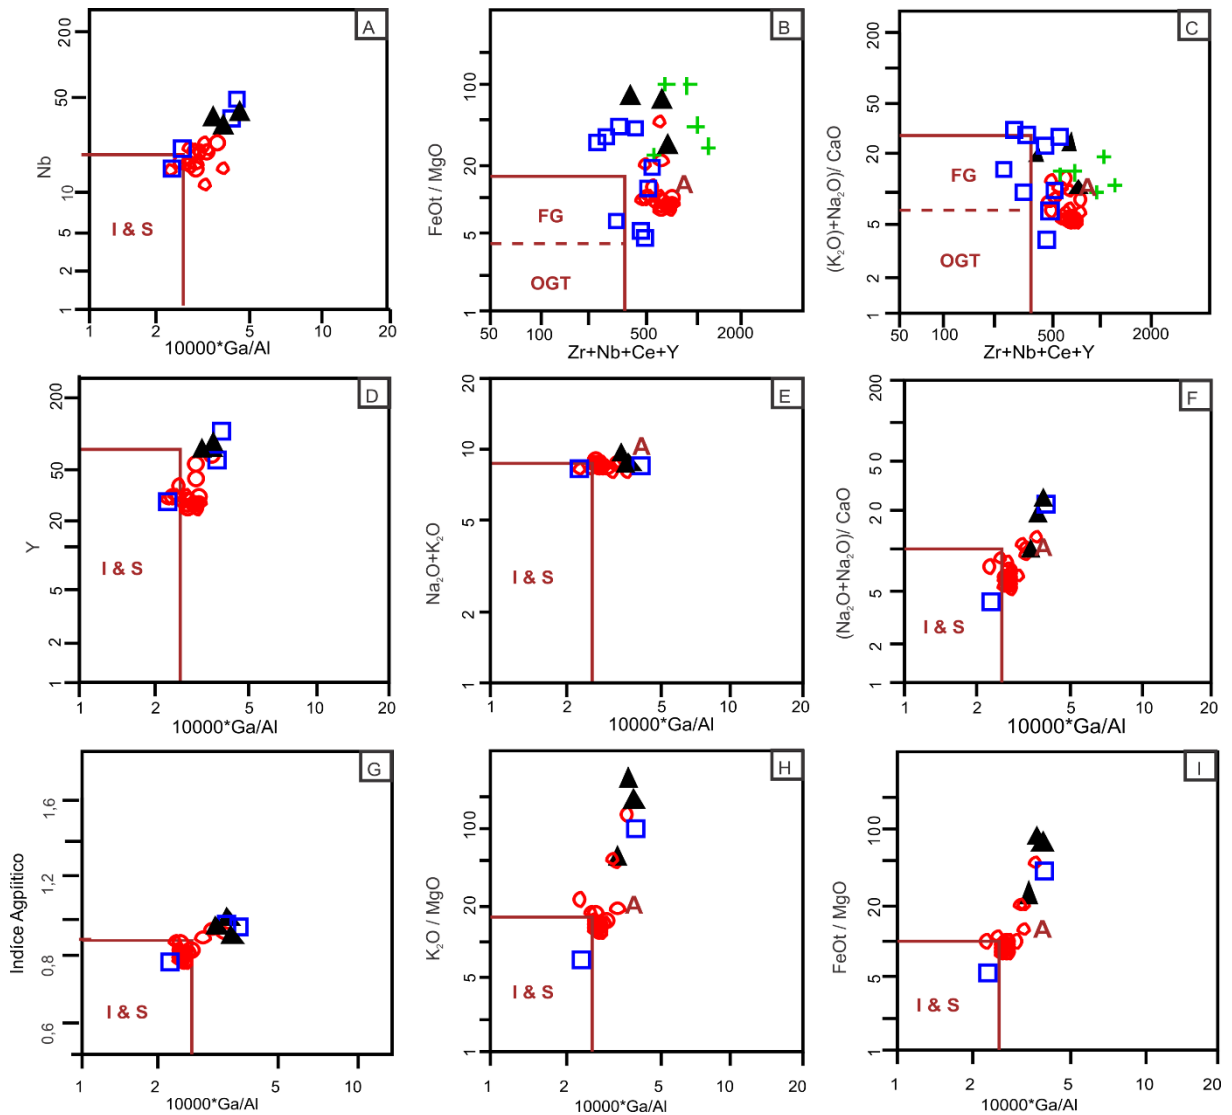 A
200
50
10
5
2
1
Nb
I & S
1 2 5 10 20
10000*Ga/Al
B
100
20
5
1
FeOt / MgO
A
FG
OGT
50 100 500 2000
Zr+Nb+Ce+Y
C
200
50
20
5
2
1
(K₂O)+Na₂O)/ CaO
A
FG
OGT
50 100 500 2000
Zr+Nb+Ce+Y
D
200
50
20
5
2
1
Y
I & S
1 2 5 10 20
10000*Ga/Al
E
20
10
5
2
1
Na₂O+K₂O
A
I & S
1 2 5 10 20
10000*Ga/Al
F
200
50
20
5
2
1
(Na₂O+Na₂O)/ CaO
A
I & S
1 2 5 10 20
10000*Ga/Al
G
1,6
1,2
0,8
0,6
Indíce Agpíitico
I & S
1 2 5 10
10000*Ga/Al
H
100
20
5
1
K₂O / MgO
A
I & S
1 2 5 10 20
10000*Ga/Al
I
100
20
5
1
FeOt / MgO
A
I & S
1 2 5 10 20
10000*Ga/Al